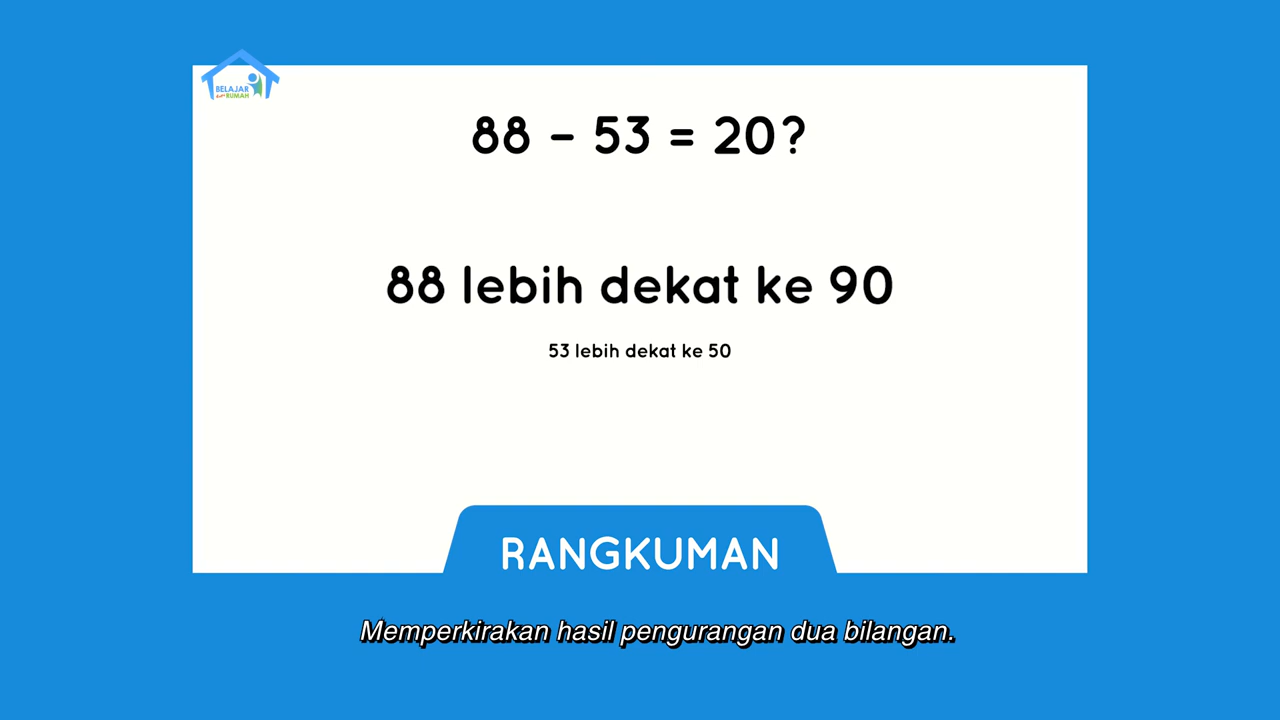 BELAJAR
dari RUMAH
88 – 53 = 20?
88 lebih dekat ke 90
53 lebih dekat ke 50
RANGKUMAN
Memperkirakan hasil pengurangan dua bilangan.